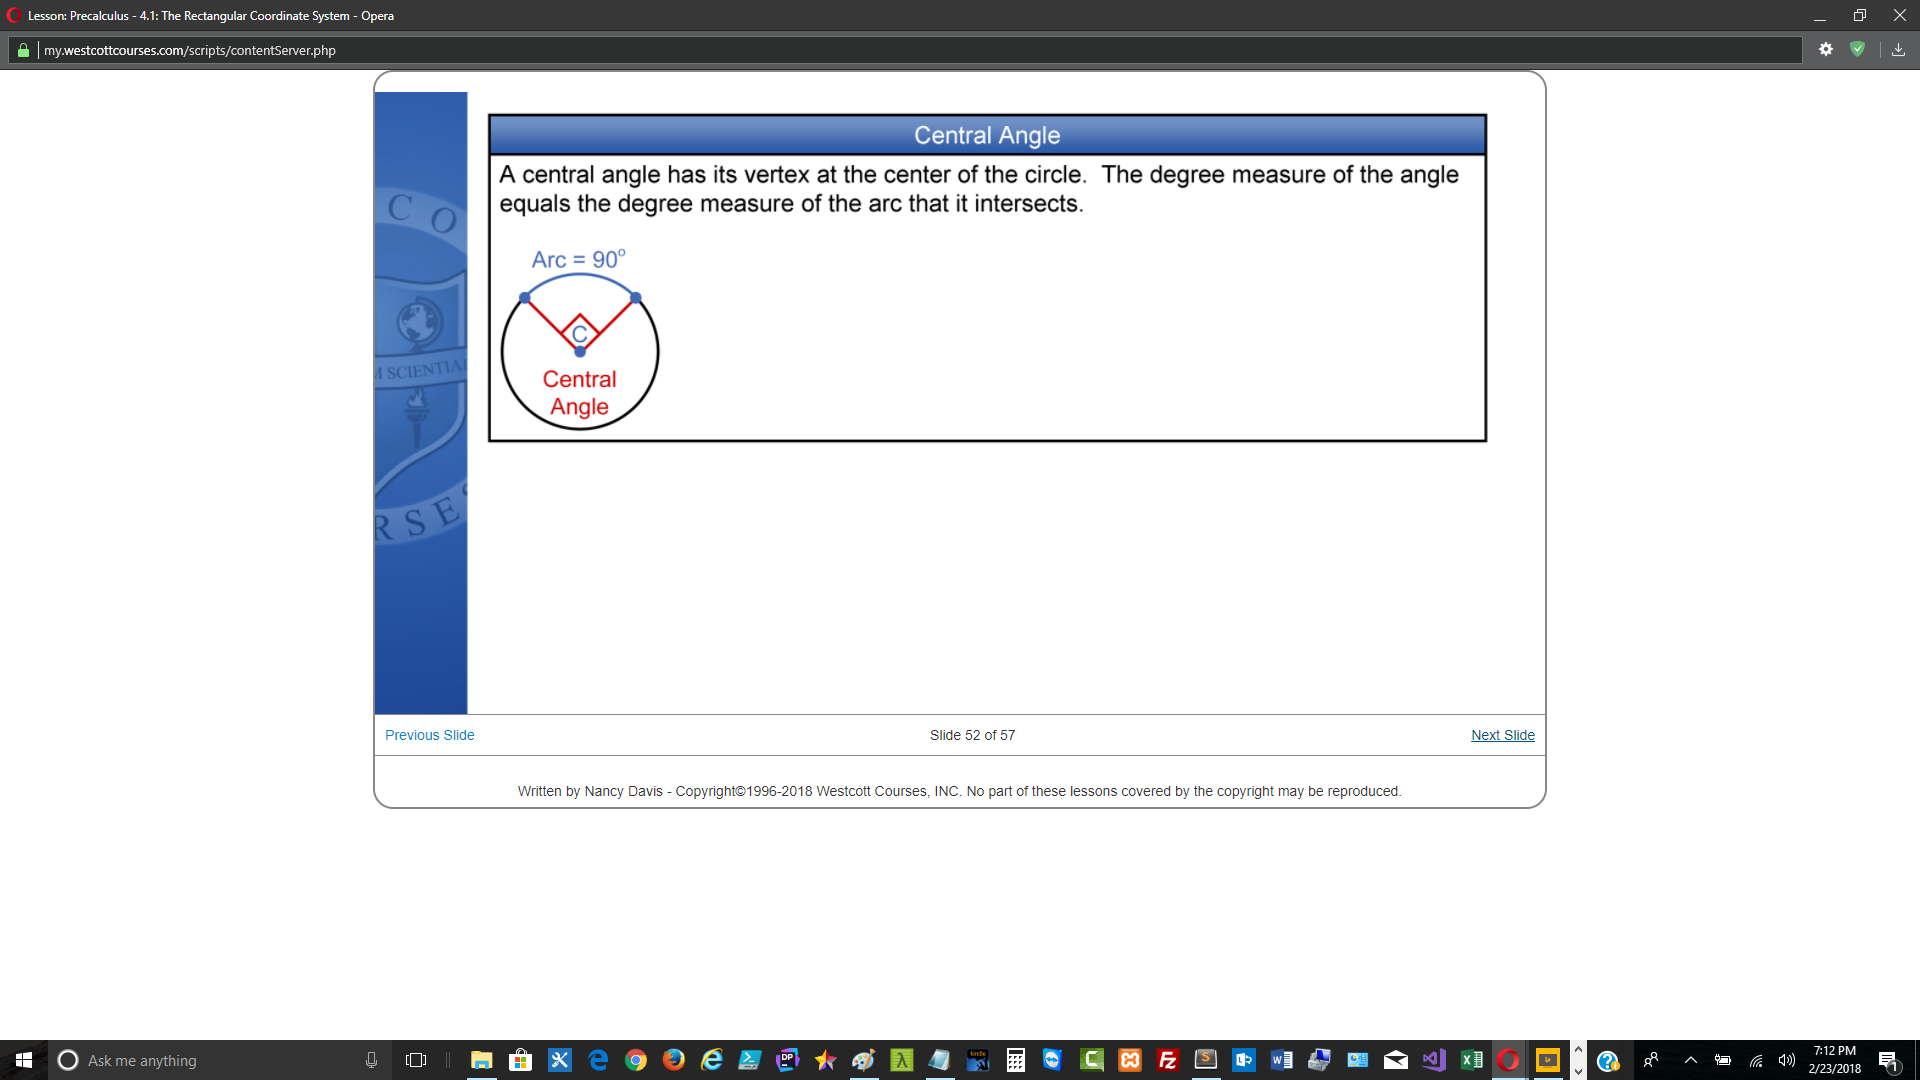 Lesson: Precalculus - 4.1: The Rectangular Coordinate System - Opera
my.westcottcourses.com/scripts/contentServer.php
Central Angle
A central angle has its vertex at the center of the circle.  The degree measure of the angle
equals the degree measure of the arc that it intersects.
Arc = 90°
C
Central
Angle
C O
M SCIENTIA
RSES
Previous Slide
Slide 52 of 57
Next Slide
Written by Nancy Davis - Copyright©1996-2018 Westcott Courses, INC. No part of these lessons covered by the copyright may be reproduced.
Ask me anything
DP
kindle
7:12 PM
2/23/2018
1